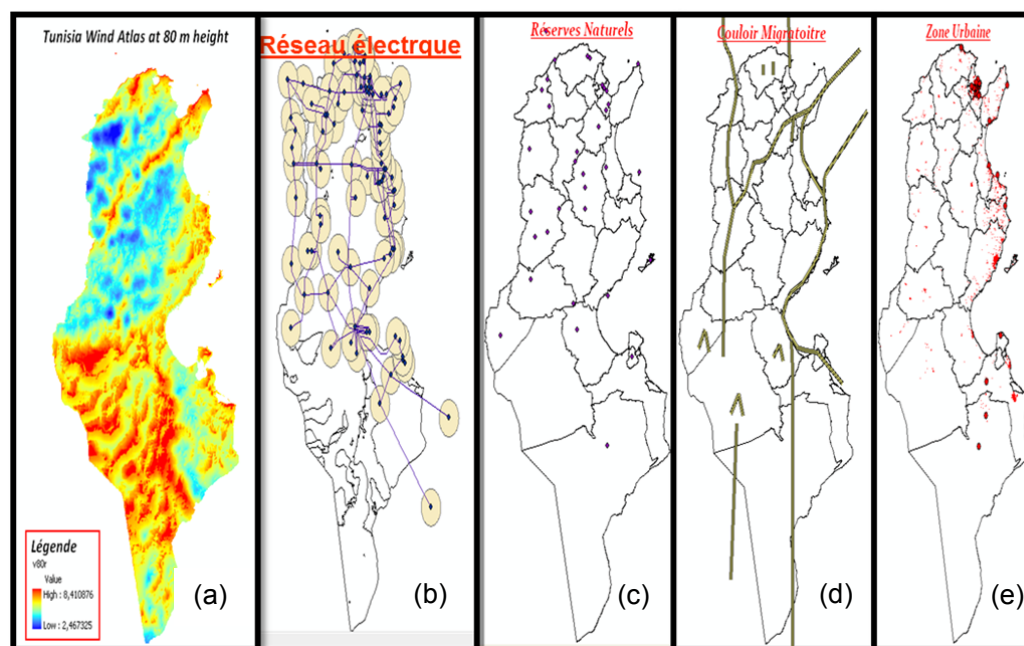 Tunisia Wind Atlas at 80 m height
Légende
v80r
Value
High : 8,410876
Low : 2,467325
(a)
Réseau électrque
(b)
Réserves Naturels
(c)
Couloir Migratoitre
(d)
Zone Urbaine
(e)